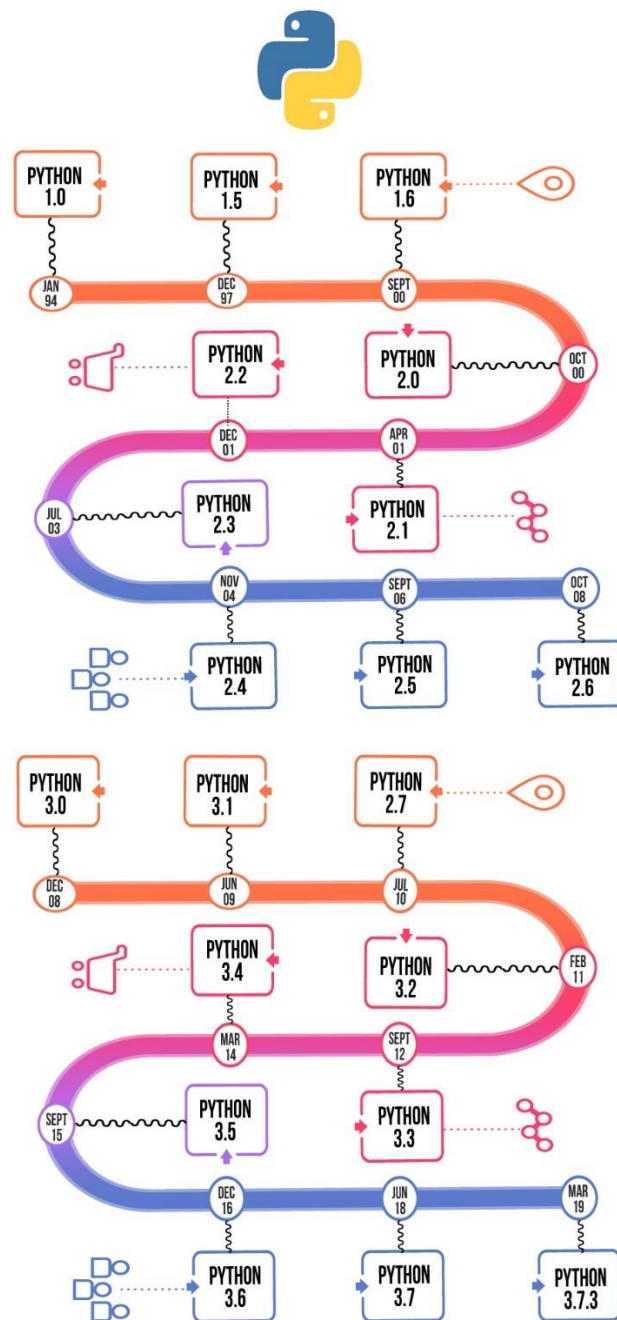 PYTHON
1.0
PYTHON
1.5
PYTHON
1.6
JAN
94
DEC
97
SEPT
00
PYTHON
2.2
PYTHON
2.0
OCT
00
DEC
01
APR
01
JUL
03
PYTHON
2.3
PYTHON
2.1
NOV
04
SEPT
06
OCT
08
PYTHON
2.4
PYTHON
2.5
PYTHON
2.6
PYTHON
3.0
PYTHON
3.1
PYTHON
2.7
DEC
08
JUN
09
JUL
10
PYTHON
3.4
PYTHON
3.2
FEB
11
MAR
14
SEPT
12
SEPT
15
PYTHON
3.5
PYTHON
3.3
DEC
16
JUN
18
MAR
19
PYTHON
3.6
PYTHON
3.7
PYTHON
3.7.3